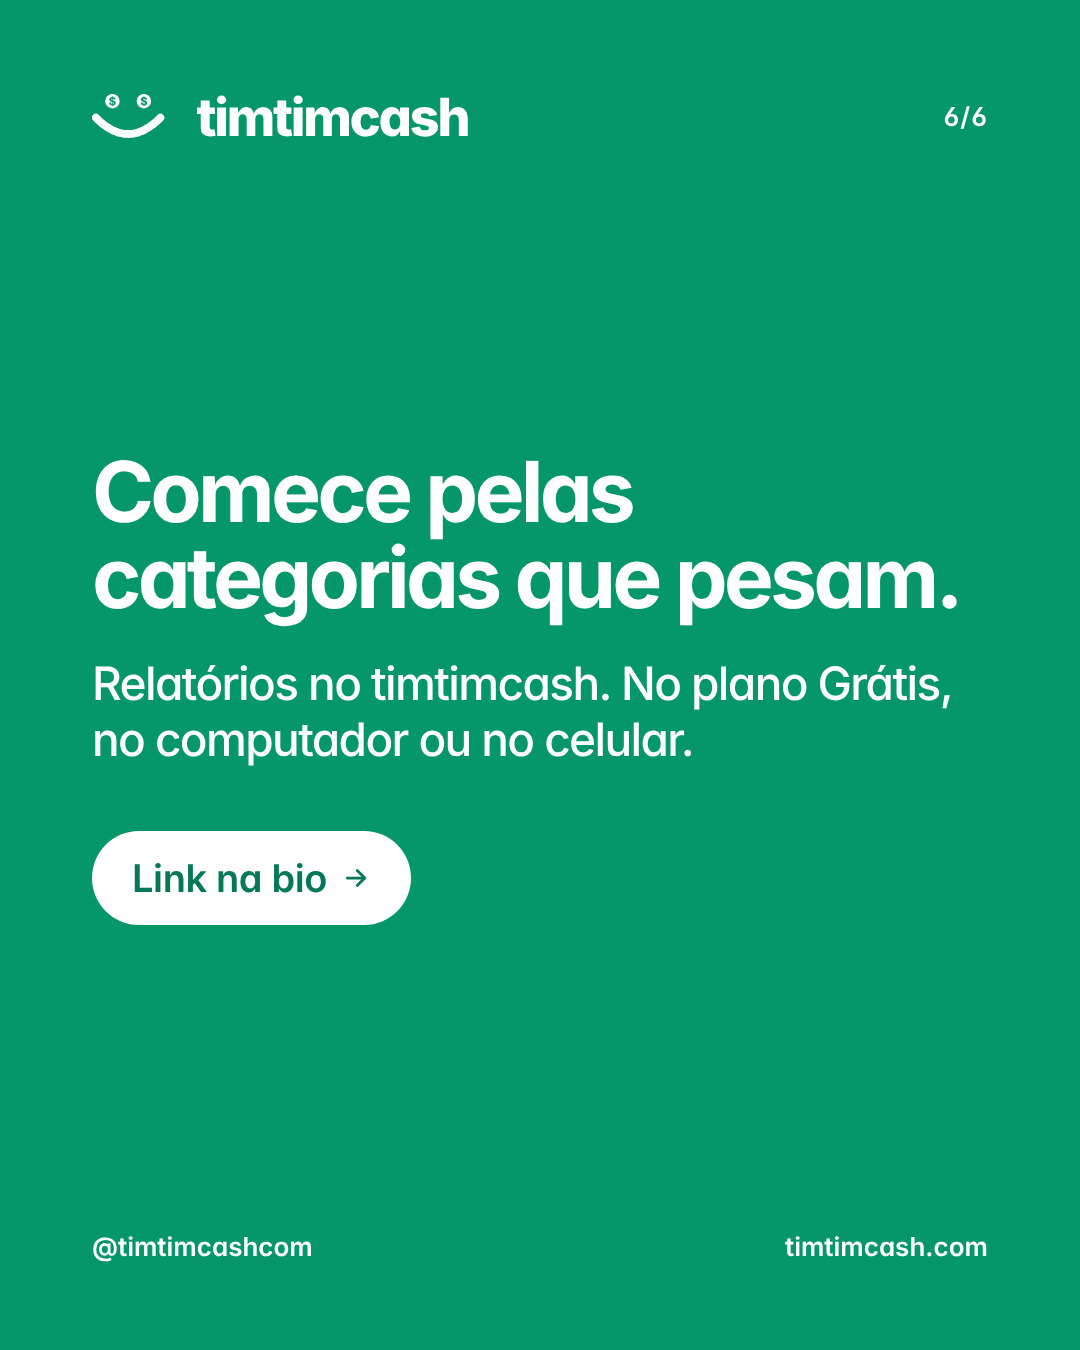 timtimcash
6/6
Comece pelas
categorias que pesam.
Relatórios no timtimcash. No plano Grátis,
no computador ou no celular.
Link na bio →
@timtimcashcom
timtimcash.com